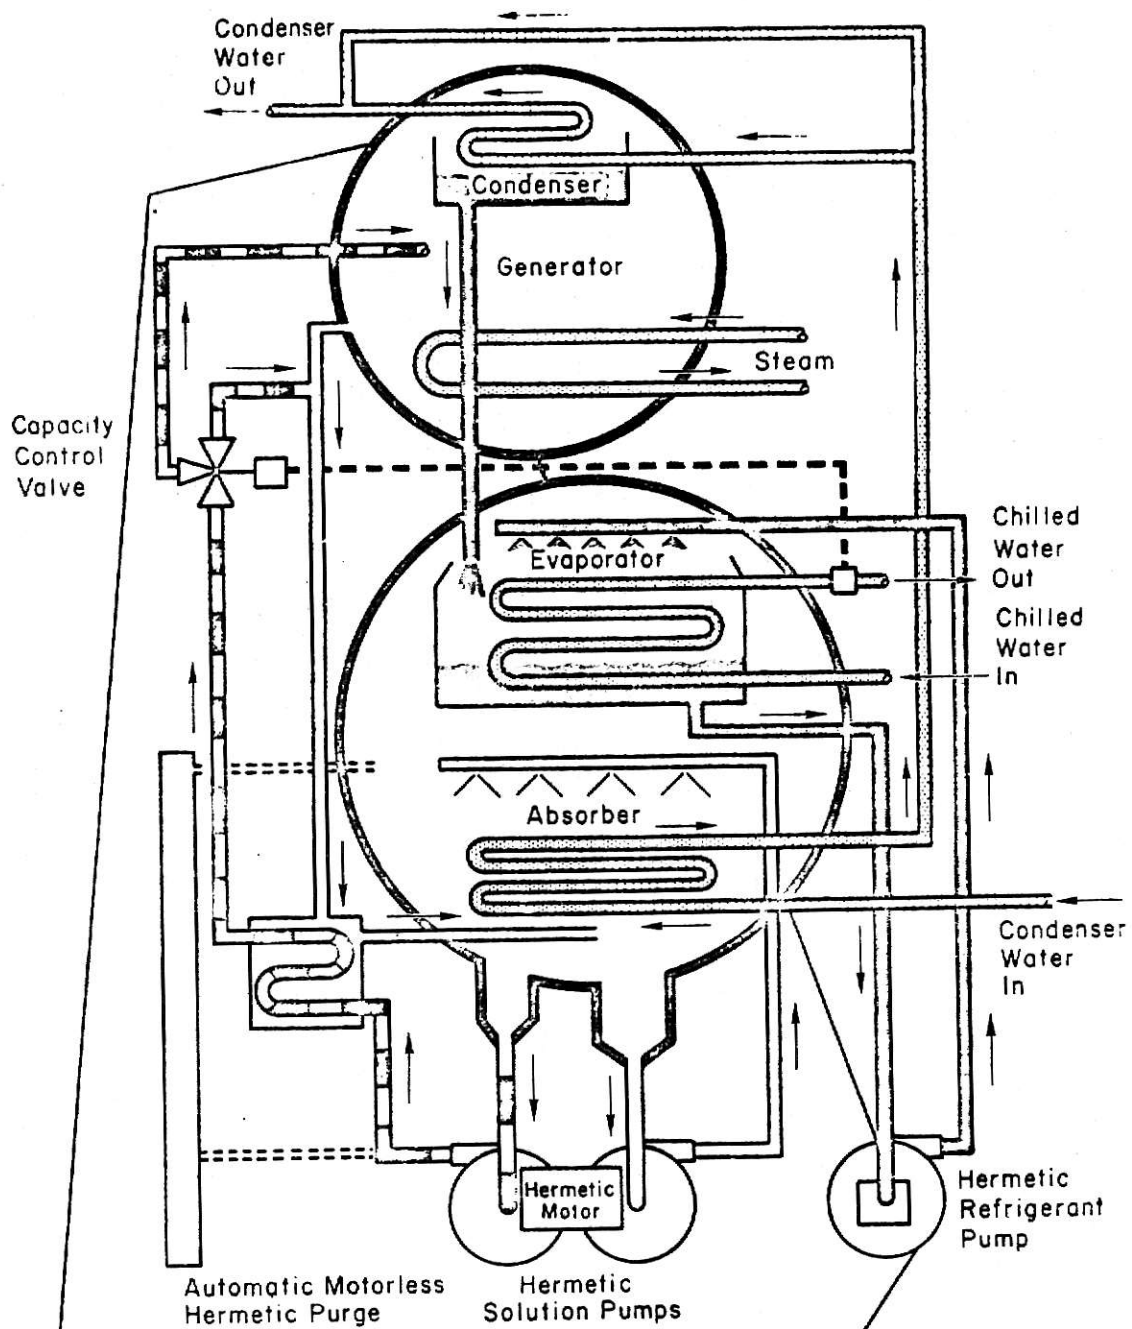 Condenser
Water
Out
Condenser
Generator
Steam
Capacity
Control
Valve
Chilled
Water
Out
Evaporator
Chilled
Water
In
Absorber
Condenser
Water
In
Hermetic
Motor
Hermetic
Refrigerant
Pump
Automatic Motorless
Hermetic Purge
Hermetic
Solution Pumps